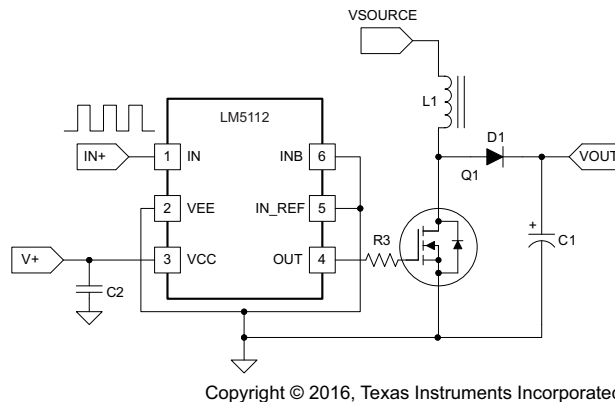 VSOURCE
L1
LM5112
D1
IN+
1
IN
INB
6
VOUT
Q1
2
VEE
IN_REF
5
R3
C1
+
V+
3
VCC
OUT
4
C2
Copyright © 2016, Texas Instruments Incorporated